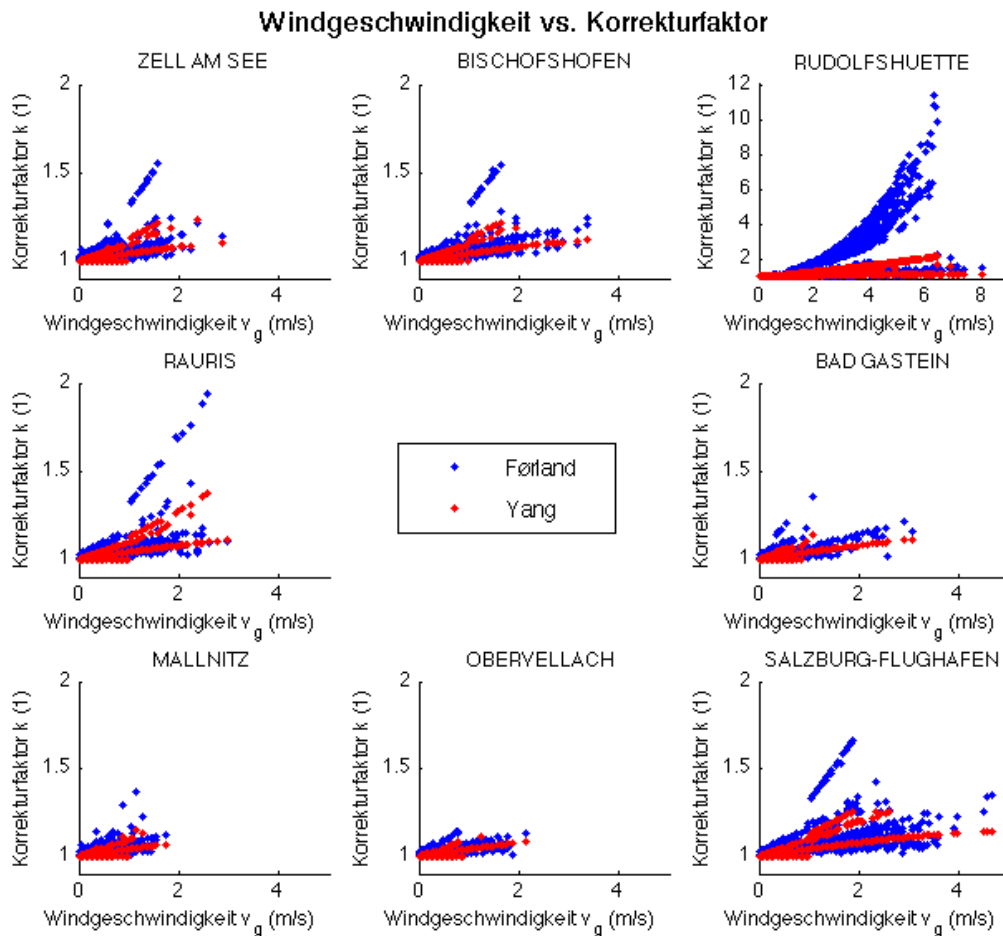 Windgeschwindigkeit vs. Korrekturfaktor
ZELL AM SEE
Korrekturfaktor k (1)
2
1.5
1
0 2 4
Windgeschwindigkeit v_g (m/s)
BISCHOFSHOFEN
Korrekturfaktor k (1)
2
1.5
1
0 2 4
Windgeschwindigkeit v_g (m/s)
RUDOLFSHUETTE
Korrekturfaktor k (1)
12
10
8
6
4
2
0 2 4 6 8
Windgeschwindigkeit v_g (m/s)
RAURIS
Korrekturfaktor k (1)
2
1.5
1
0 2 4
Windgeschwindigkeit v_g (m/s)
Førland
Yang
BAD GASTEIN
Korrekturfaktor k (1)
2
1.5
1
0 2 4
Windgeschwindigkeit v_g (m/s)
MALLNITZ
Korrekturfaktor k (1)
2
1.5
1
0 2 4
Windgeschwindigkeit v_g (m/s)
OBERVELLACH
Korrekturfaktor k (1)
2
1.5
1
0 2 4
Windgeschwindigkeit v_g (m/s)
SALZBURG-FLUGHAFEN
Korrekturfaktor k (1)
2
1.5
1
0 2 4
Windgeschwindigkeit v_g (m/s)